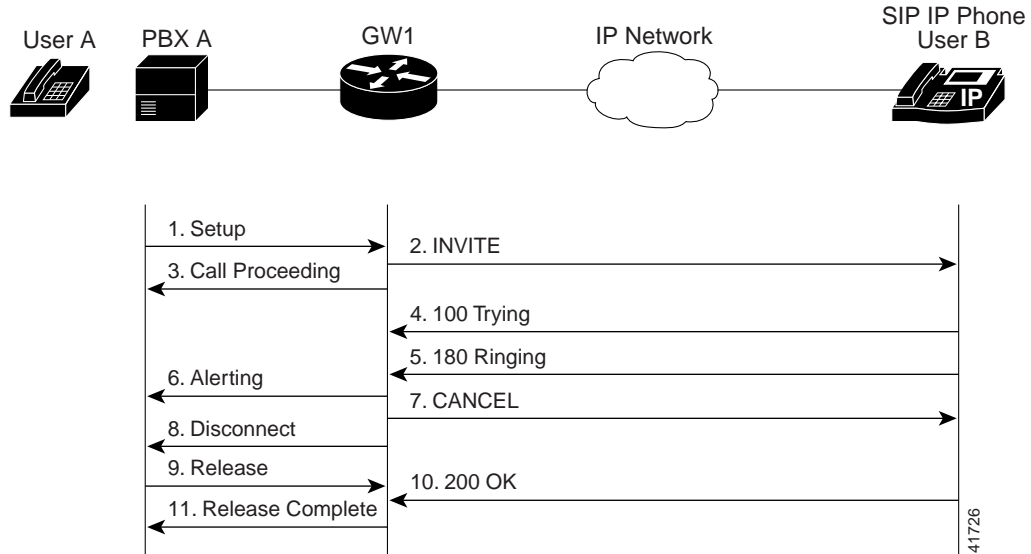 User A
PBX A
GW1
IP Network
SIP IP Phone
User B
IP
1. Setup
2. INVITE
3. Call Proceeding
4. 100 Trying
5. 180 Ringing
6. Alerting
7. CANCEL
8. Disconnect
9. Release
10. 200 OK
11. Release Complete
41726